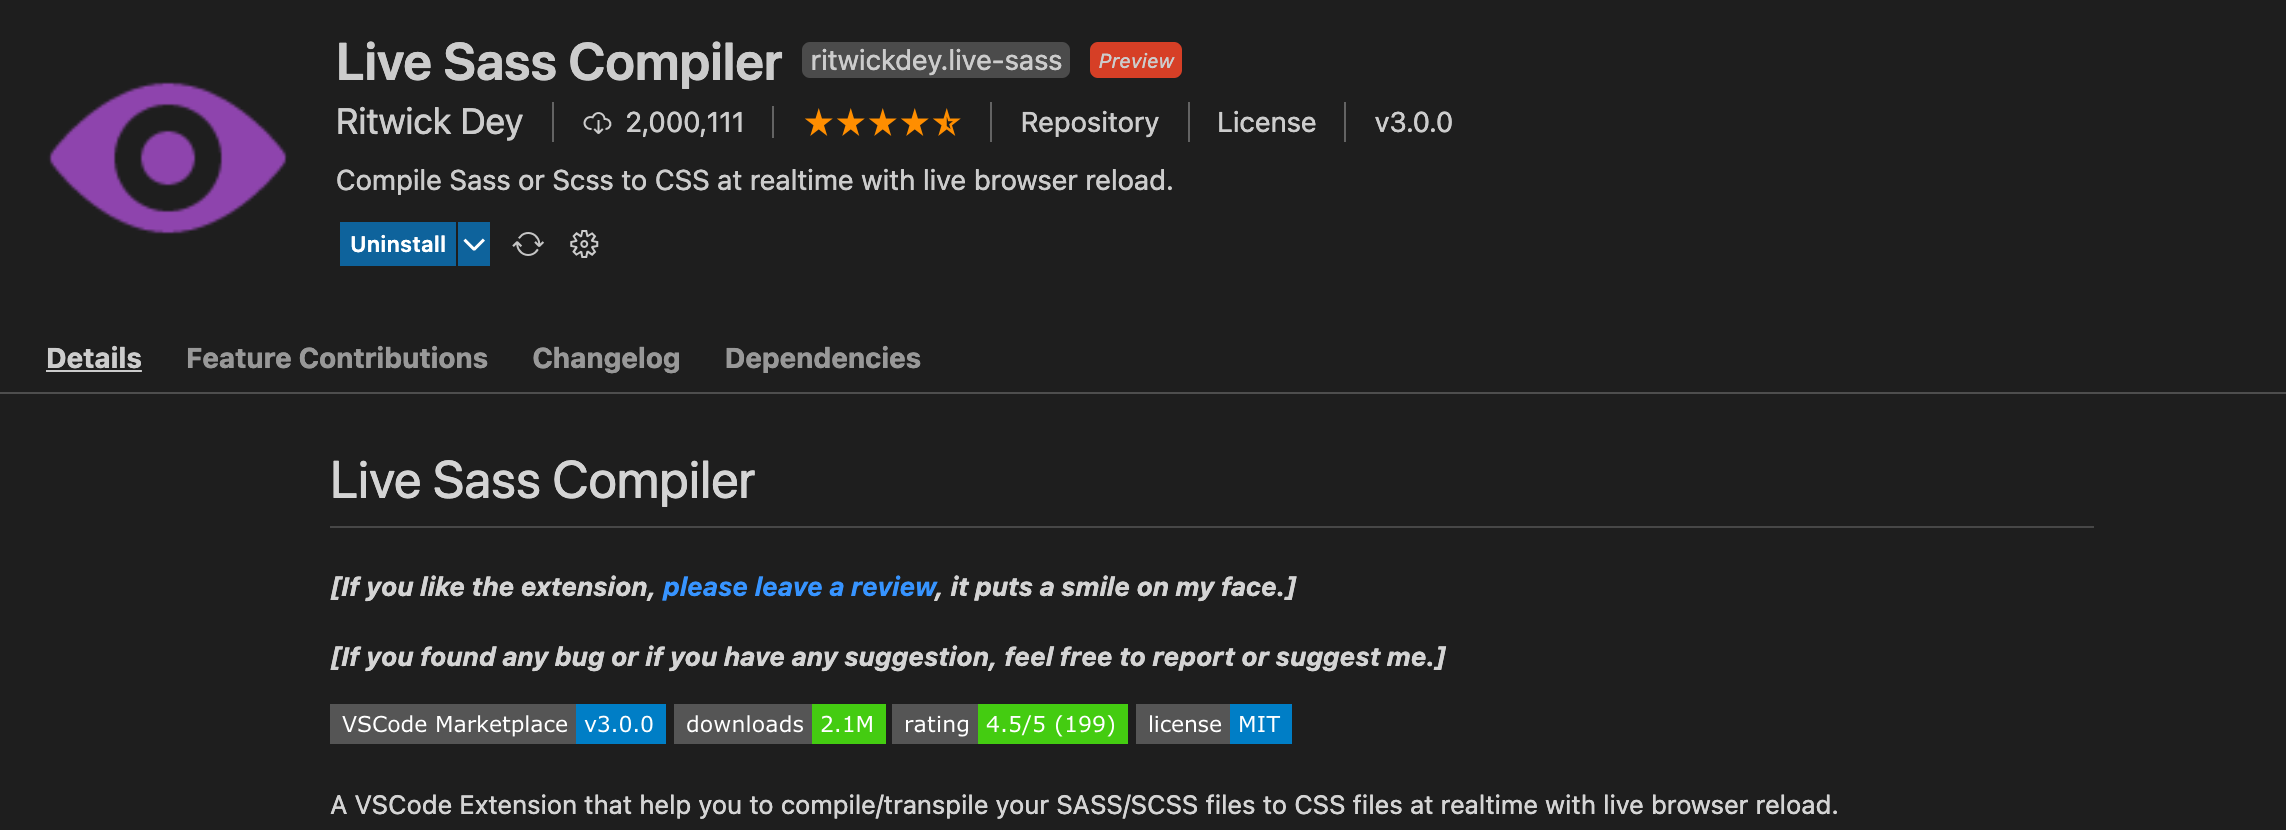 Live Sass Compiler ritwickdey.live-sass Preview
Ritwick Dey 2,000,111 Repository License v3.0.0
Compile Sass or Scss to CSS at realtime with live browser reload.
Uninstall
Details Feature Contributions Changelog Dependencies
Live Sass Compiler
[If you like the extension, please leave a review, it puts a smile on my face.]
[If you found any bug or if you have any suggestion, feel free to report or suggest me.]
VSCode Marketplace v3.0.0 downloads 2.1M rating 4.5/5 (199) license MIT
A VSCode Extension that help you to compile/transpile your SASS/SCSS files to CSS files at realtime with live browser reload.